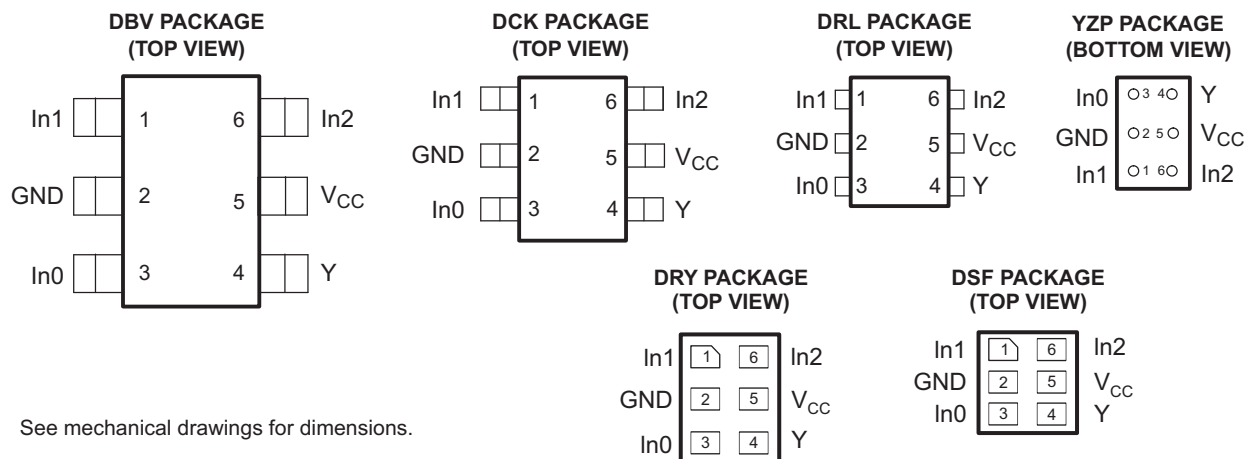 DBV PACKAGE
(TOP VIEW)
In1 1 6 In2
GND 2 5 VCC
In0 3 4 Y
DCK PACKAGE
(TOP VIEW)
In1 1 6 In2
GND 2 5 VCC
In0 3 4 Y
DRL PACKAGE
(TOP VIEW)
In1 1 6 In2
GND 2 5 VCC
In0 3 4 Y
YZP PACKAGE
(BOTTOM VIEW)
In0 3 4 Y
GND 2 5 VCC
In1 1 6 In2
DRY PACKAGE
(TOP VIEW)
In1 1 6 In2
GND 2 5 VCC
In0 3 4 Y
DSF PACKAGE
(TOP VIEW)
In1 1 6 In2
GND 2 5 VCC
In0 3 4 Y
See mechanical drawings for dimensions.